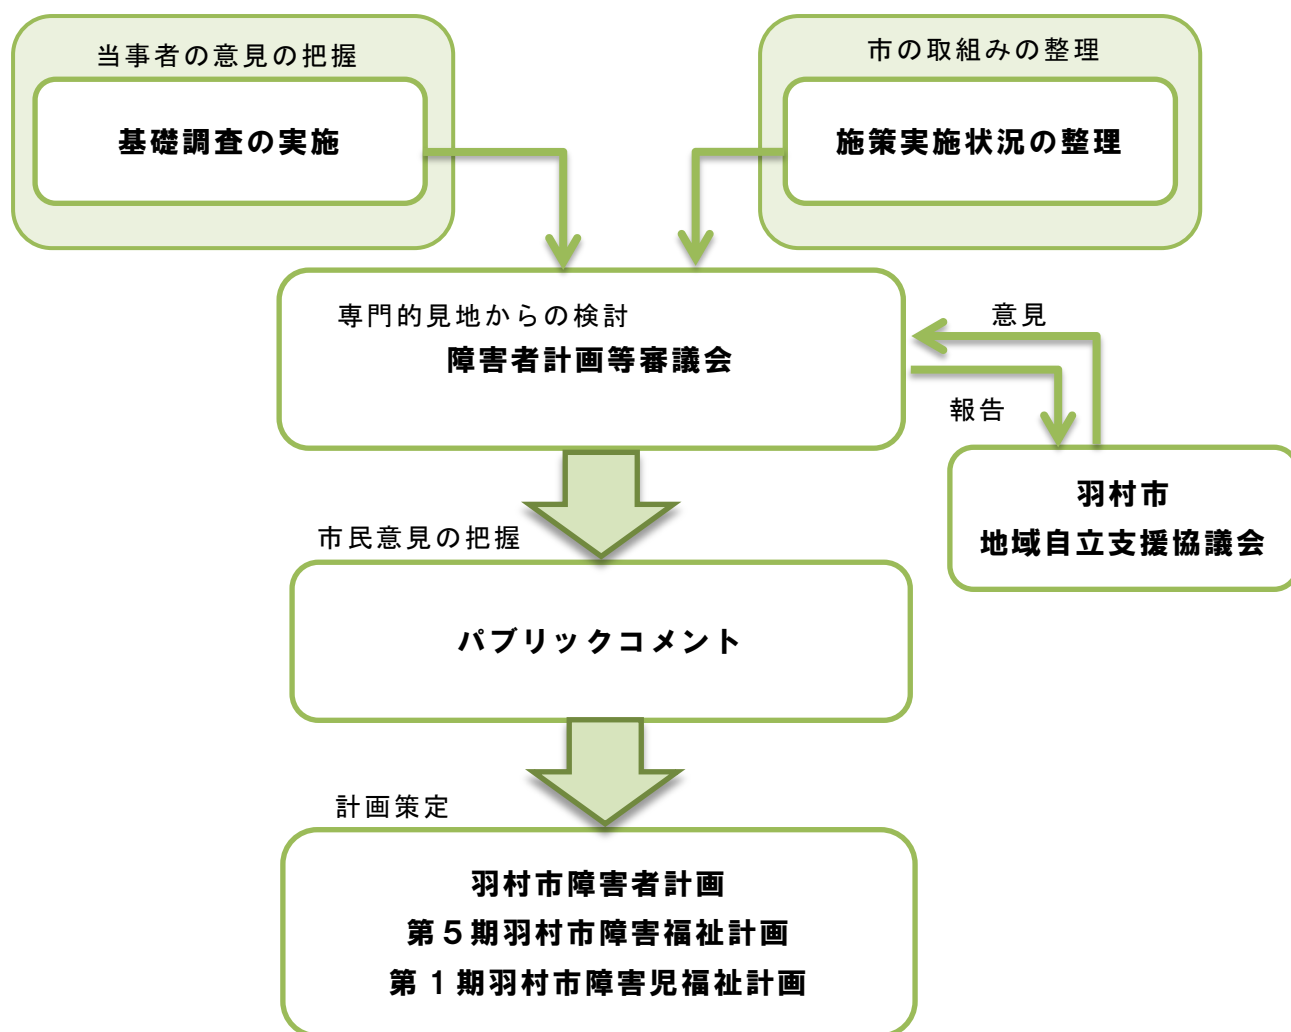 当事者の意見の把握
基礎調査の実施
市の取組みの整理
施策実施状況の整理
専門的見地からの検討
障害者計画等審議会
意見
報告
羽村市
地域自立支援協議会
市民意見の把握
パブリックコメント
計画策定
羽村市障害者計画
第５期羽村市障害福祉計画
第１期羽村市障害児福祉計画